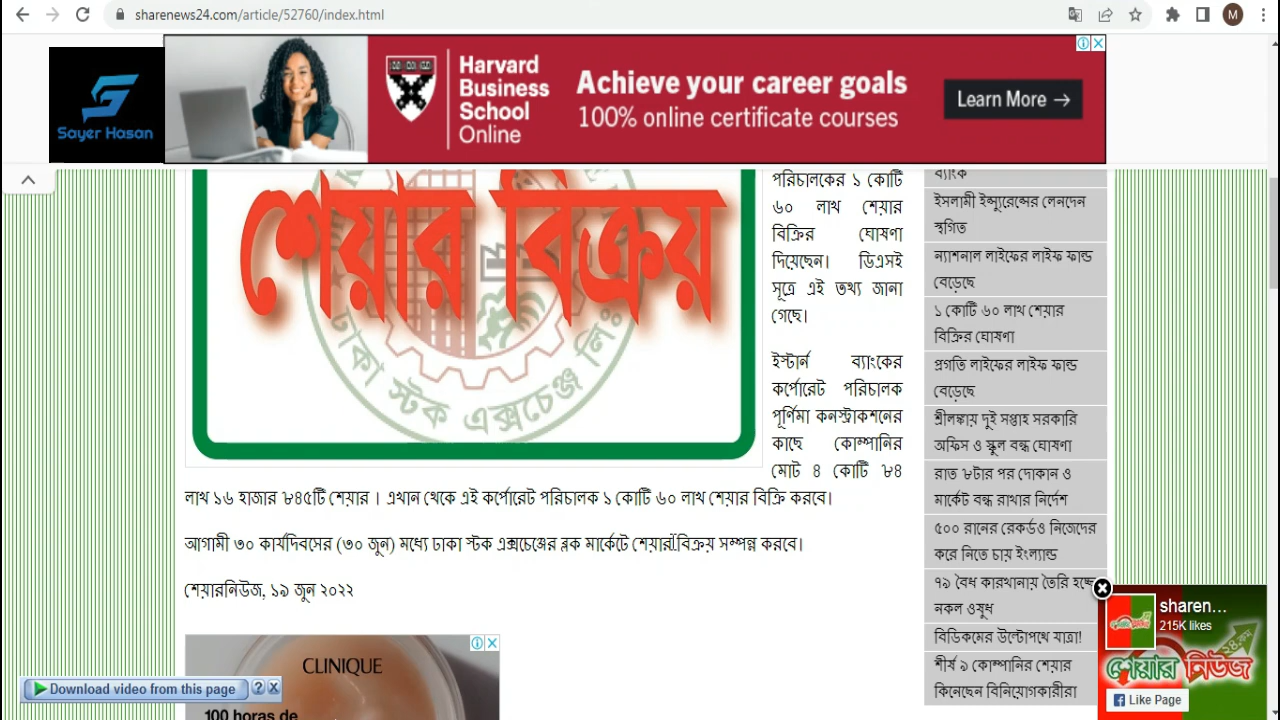 sharenews24.com/article/52760/index.html
M
Sayer Hasan
Harvard
Business
School
Online
Achieve your career goals
100% online certificate courses
Learn More →
শেয়ার বিক্রয়
ঢাকা স্টক এক্সচেঞ্জ লিঃ
পরিচালকের ১ কোটি
৬০ লাখ শেয়ার
বিক্রির ঘোষণা
দিয়েছেন। ডিএসই
সূত্রে এই তথ্য জানা
গেছে।
ইস্টার্ন ব্যাংকের
কর্পোরেট পরিচালক
পূর্ণিমা কনস্ট্রাকশনের
কাছে কোম্পানির
মোট ৪ কোটি ৮৪
লাখ ১৬ হাজার ৮৪৫টি শেয়ার । এখান থেকে এই কর্পোরেট পরিচালক ১ কোটি ৬০ লাখ শেয়ার বিক্রি করবে।
আগামী ৩০ কার্যদিবসের (৩০ জুন) মধ্যে ঢাকা স্টক এক্সচেঞ্জের ব্লক মার্কেটে শেয়ার বিক্রয় সম্পন্ন করবে।
শেয়ারনিউজ, ১৯ জুন ২০২২
ব্যাংক
ইসলামী ইন্স্যুরেন্সের লেনদেন
স্থগিত
ন্যাশনাল লাইফের লাইফ ফান্ড
বেড়েছে
১ কোটি ৬০ লাখ শেয়ার
বিক্রির ঘোষণা
প্রগতি লাইফের লাইফ ফান্ড
বেড়েছে
শ্রীলঙ্কায় দুই সপ্তাহ সরকারি
অফিস ও স্কুল বন্ধ ঘোষণা
রাত ৮টার পর দোকান ও
মার্কেট বন্ধ রাখার নির্দেশ
৫০০ রানের রেকর্ডও নিজেদের
করে নিতে চায় ইংল্যান্ড
৭৯ বৈধ কারখানায় তৈরি হচ্ছে
নকল ওষুধ
বিডিকমের উল্টোপথে যাত্রা!
শীর্ষ ৯ কোম্পানির শেয়ার
কিনেছেন বিনিয়োগকারীরা
CLINIQUE
100 horas de
Download video from this page
sharen...
215K likes
শেয়ার নিউজ
২৪.কম
Like Page